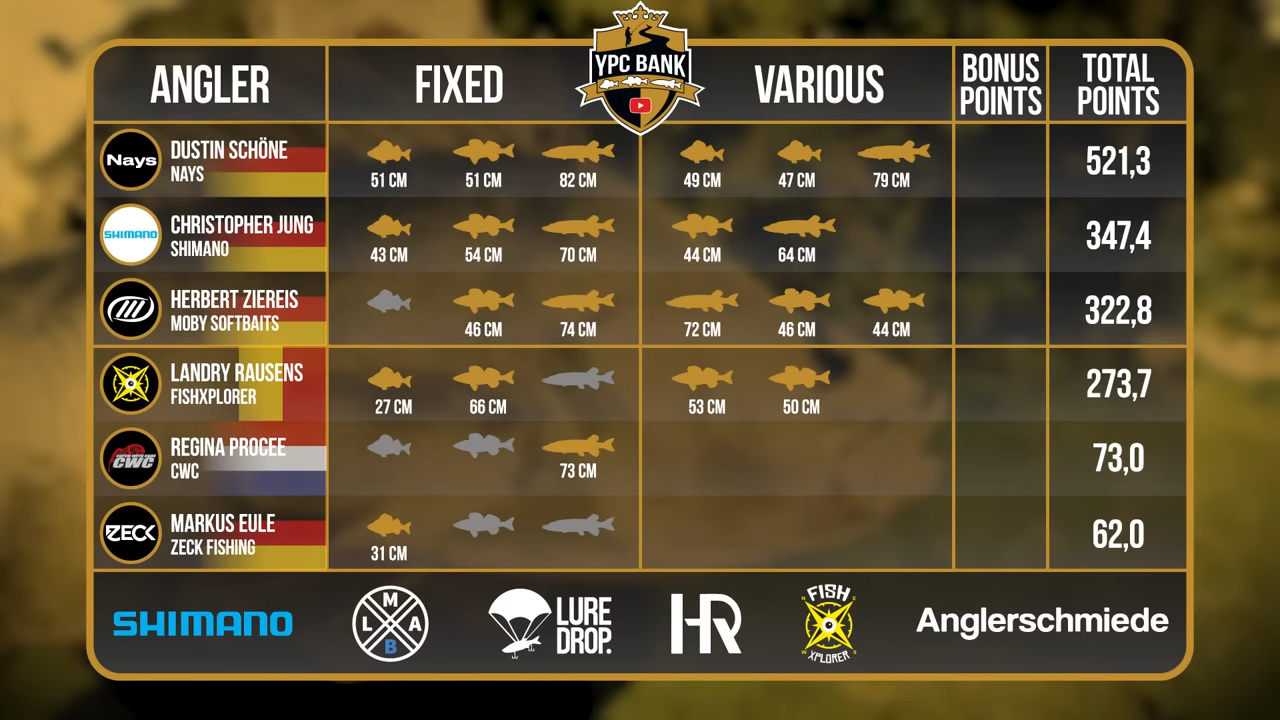 YPC BANK
ANGLER FIXED VARIOUS BONUS POINTS TOTAL POINTS
Nays DUSTIN SCHÖNE NAYS 51 CM 51 CM 82 CM 49 CM 47 CM 79 CM 521,3
SHIMANO CHRISTOPHER JUNG SHIMANO 43 CM 54 CM 70 CM 44 CM 64 CM 347,4
HERBERT ZIEREIS MOBY SOFTBAITS 46 CM 74 CM 72 CM 46 CM 44 CM 322,8
LANDRY RAUSENS FISHXPLORER 27 CM 66 CM 53 CM 50 CM 273,7
CWC REGINA PROCEE CWC 73 CM 73,0
ZECK MARKUS EULE ZECK FISHING 31 CM 62,0
SHIMANO M L A B LURE DROP. HR FISH XPLORER N E W S Anglerschmiede